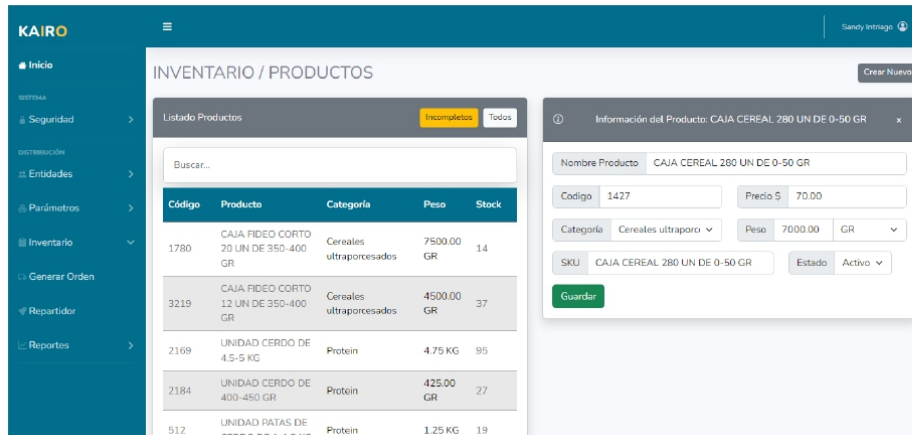 KAIRO
Sandy Intriago
Inicio
SISTEMA
Seguridad
DISTRIBUCIÓN
Entidades
Parámetros
Inventario
Generar Orden
Repartidor
Reportes
INVENTARIO / PRODUCTOS
Crear Nuevo
Listado Productos
Incompletos Todos
Buscar...
Código Producto Categoría Peso Stock
1780 CAJA FIDEO CORTO 20 UN DE 350-400 GR Cereales ultraporcesados 7500.00 GR 14
3219 CAJA FIDEO CORTO 12 UN DE 350-400 GR Cereales ultraporcesados 4500.00 GR 37
2169 UNIDAD CERDO DE 4.5-5 KG Protein 4.75 KG 95
2184 UNIDAD CERDO DE 400-450 GR Protein 425.00 GR 27
512 UNIDAD PATAS DE Protein 1.25 KG 19
Información del Producto: CAJA CEREAL 280 UN DE 0-50 GR x
Nombre Producto CAJA CEREAL 280 UN DE 0-50 GR
Codigo 1427 Precio $ 70.00
Categoría Cereales ultraporo Peso 7000.00 GR
SKU CAJA CEREAL 280 UN DE 0-50 GR Estado Activo
Guardar